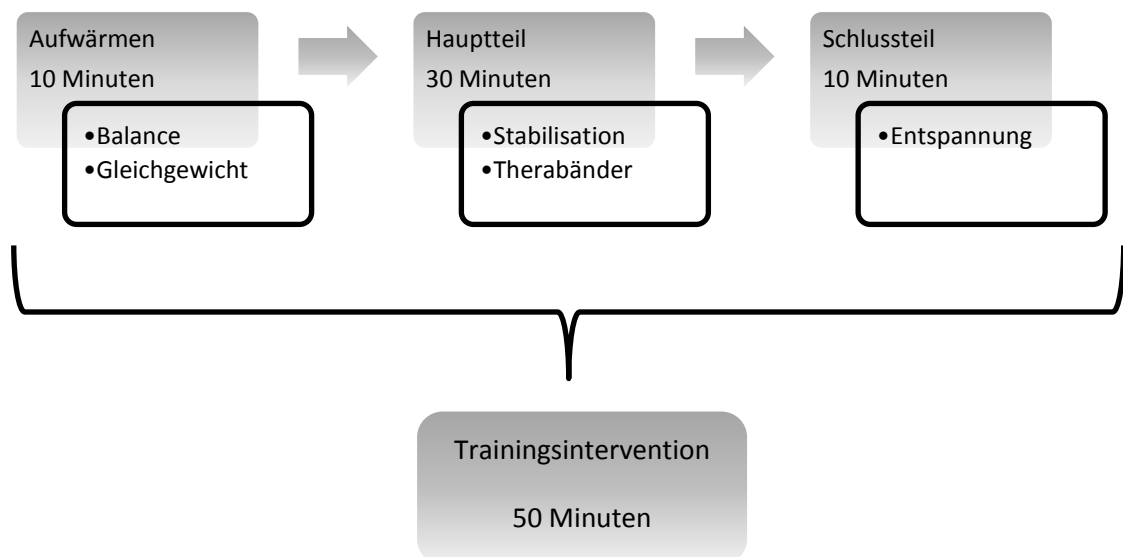 Aufwärmen
10 Minuten
•Balance
•Gleichgewicht
Hauptteil
30 Minuten
•Stabilisation
•Therabänder
Schlussteil
10 Minuten
•Entspannung
Trainingsintervention
50 Minuten